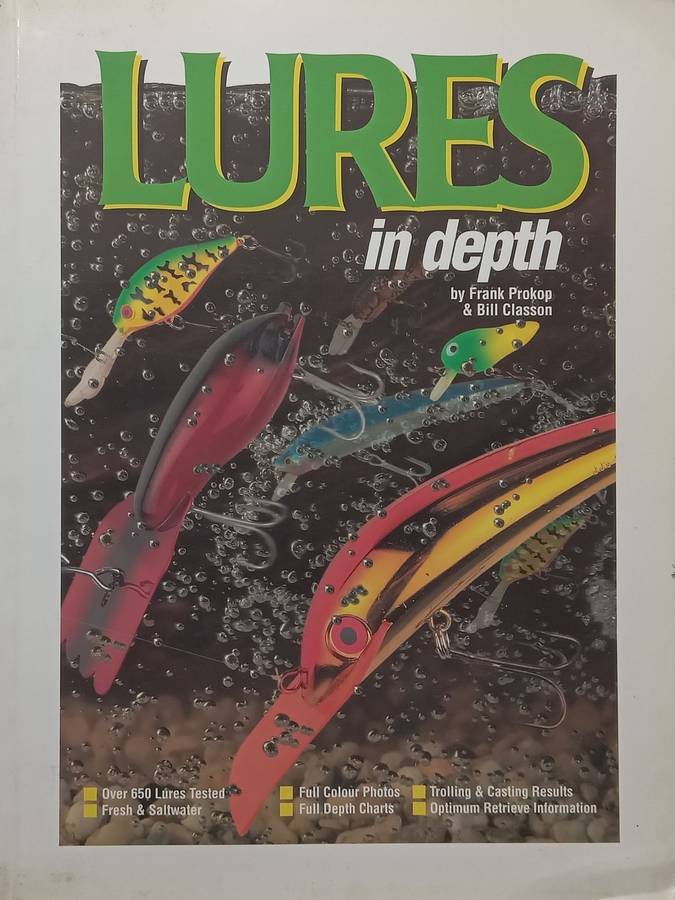 LURES
in depth
by Frank Prokop
& Bill Classon
Over 650 Lures Tested
Fresh & Saltwater
Full Colour Photos
Full Depth Charts
Trolling & Casting Results
Optimum Retrieve Information